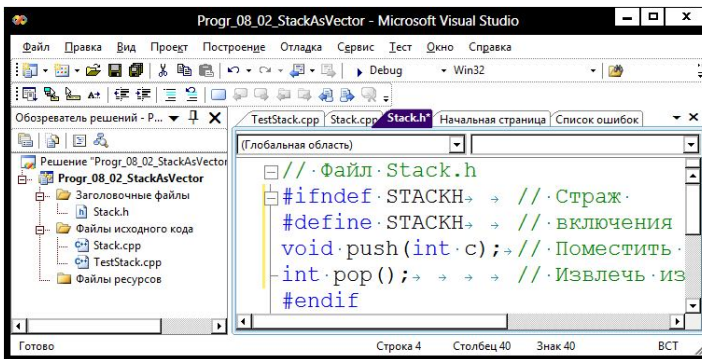 Progr_08_02_StackAsVector - Microsoft Visual Studio
Файл Правка Вид Проект Построение Отладка Сервис Тест Окно Справка
Debug Win32
Обозреватель решений - P...
TestStack.cpp Stack.cpp Stack.h* Начальная страница Список ошибок
(Глобальная область)
Решение "Progr_08_02_StackAsVector
Progr_08_02_StackAsVector
Заголовочные файлы
Stack.h
Файлы исходного кода
Stack.cpp
TestStack.cpp
Файлы ресурсов
// Файл Stack.h
#ifndef STACKH // Страж
#define STACKH // включения
void push(int c); // Поместить
int pop(); // Извлечь из
#endif
Готово Строка 4 Столбец 40 Знак 40 ВСТ